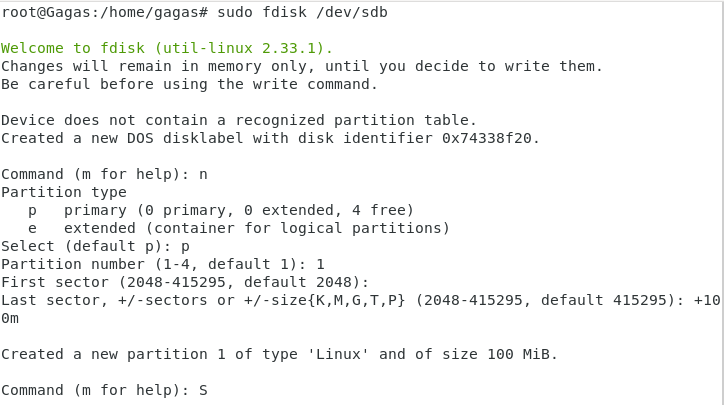 root@Gagas:/home/gagas# sudo fdisk /dev/sdb
Welcome to fdisk (util-linux 2.33.1).
Changes will remain in memory only, until you decide to write them.
Be careful before using the write command.
Device does not contain a recognized partition table.
Created a new DOS disklabel with disk identifier 0x74338f20.
Command (m for help): n
Partition type
   p   primary (0 primary, 0 extended, 4 free)
   e   extended (container for logical partitions)
Select (default p): p
Partition number (1-4, default 1): 1
First sector (2048-415295, default 2048):
Last sector, +/-sectors or +/-size{K,M,G,T,P} (2048-415295, default 415295): +10
0m
Created a new partition 1 of type 'Linux' and of size 100 MiB.
Command (m for help): S